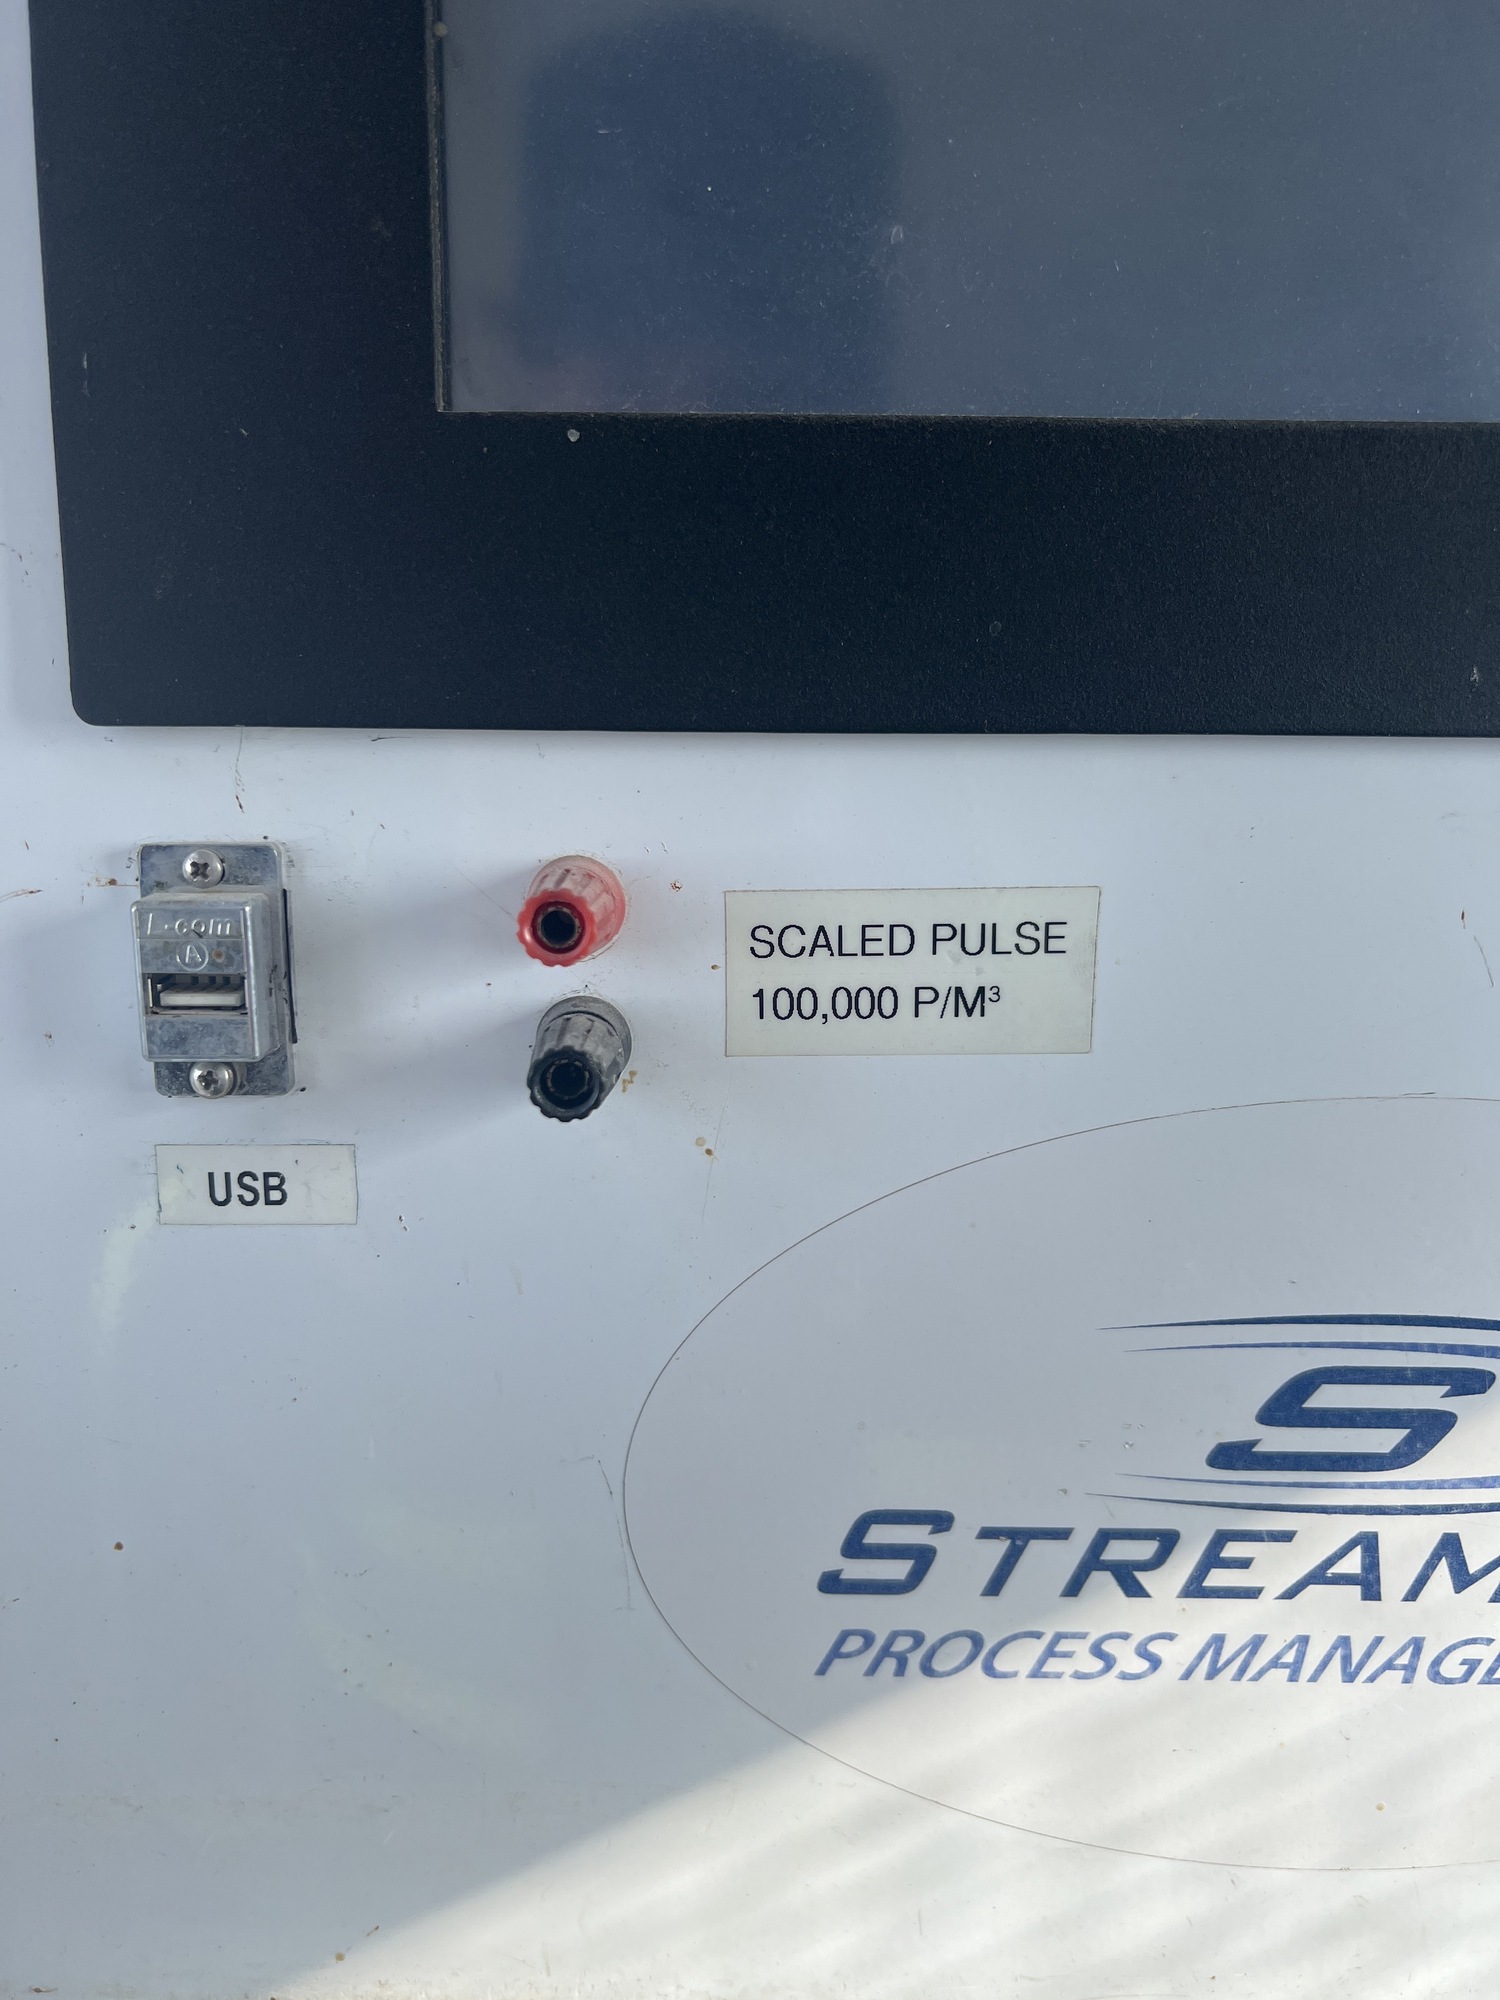 L-com
A
SCALED PULSE
100,000 P/M³
USB
S
STREAM
PROCESS MANAGE